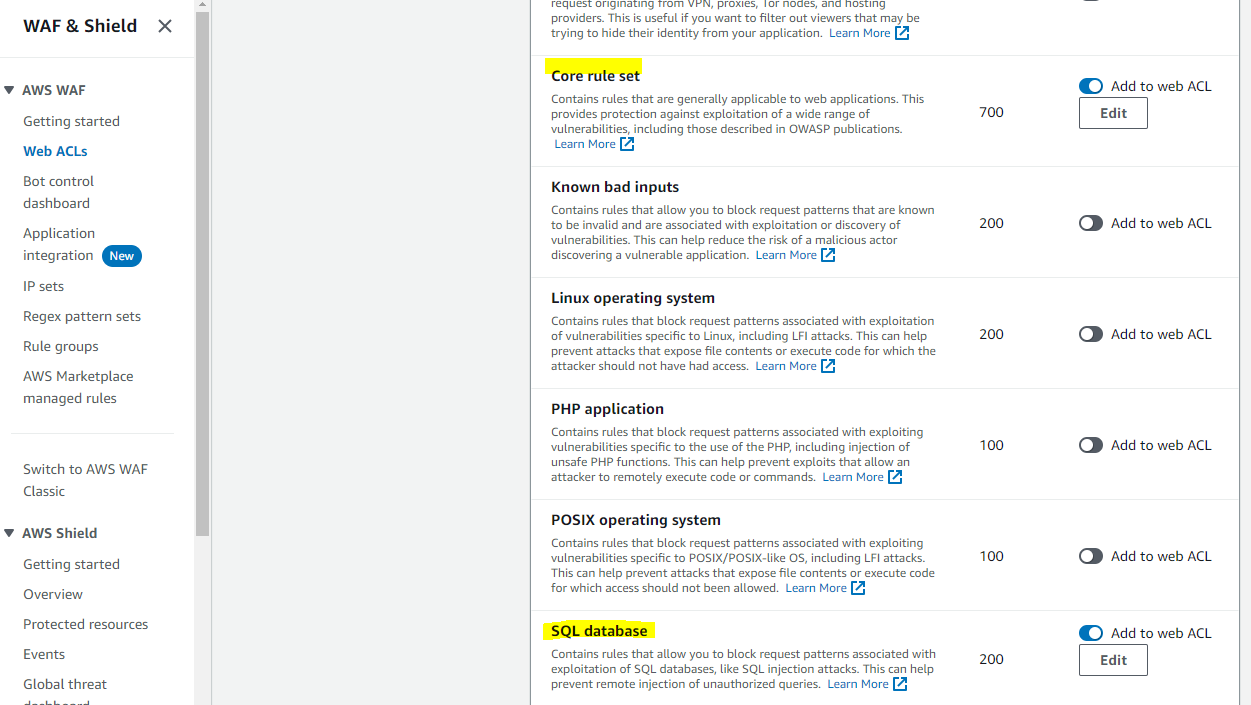 WAF & Shield
AWS WAF
Getting started
Web ACLs
Bot control
dashboard
Application
integration New
IP sets
Regex pattern sets
Rule groups
AWS Marketplace
managed rules
Switch to AWS WAF
Classic
AWS Shield
Getting started
Overview
Protected resources
Events
Global threat
dashboard
request originating from VPN, proxies, Tor nodes, and hosting
providers. This is useful if you want to filter out viewers that may be
trying to hide their identity from your application. Learn More
Core rule set
Contains rules that are generally applicable to web applications. This
provides protection against exploitation of a wide range of
vulnerabilities, including those described in OWASP publications.
Learn More
700
Add to web ACL
Edit
Known bad inputs
Contains rules that allow you to block request patterns that are known
to be invalid and are associated with exploitation or discovery of
vulnerabilities. This can help reduce the risk of a malicious actor
discovering a vulnerable application. Learn More
200
Add to web ACL
Linux operating system
Contains rules that block request patterns associated with exploitation
of vulnerabilities specific to Linux, including LFI attacks. This can help
prevent attacks that expose file contents or execute code for which the
attacker should not have had access. Learn More
200
Add to web ACL
PHP application
Contains rules that block request patterns associated with exploiting
vulnerabilities specific to the use of the PHP, including injection of
unsafe PHP functions. This can help prevent exploits that allow an
attacker to remotely execute code or commands. Learn More
100
Add to web ACL
POSIX operating system
Contains rules that block request patterns associated with exploiting
vulnerabilities specific to POSIX/POSIX-like OS, including LFI attacks.
This can help prevent attacks that expose file contents or execute code
for which access should not been allowed. Learn More
100
Add to web ACL
SQL database
Contains rules that allow you to block request patterns associated with
exploitation of SQL databases, like SQL injection attacks. This can help
prevent remote injection of unauthorized queries. Learn More
200
Add to web ACL
Edit